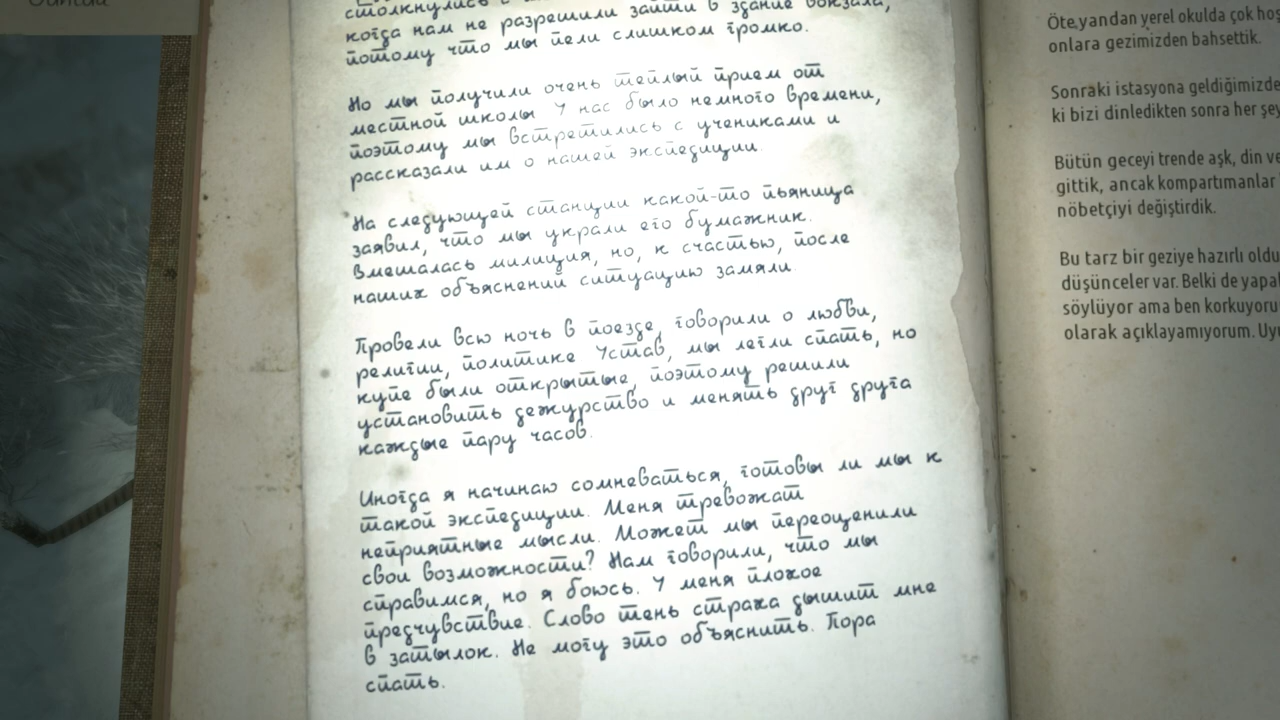 столкнулись с
когда нам не разрешили зайти в здание вокзала,
потому что мы пели слишком громко.
Но мы получили очень теплый прием от
местной школы У нас было немного времени,
поэтому мы встретились с учениками и
рассказали им о нашей экспедиции.
На следующей станции какой-то пьяница
заявил, что мы украли его бумажник.
Вмешалась милиция, но, к счастью, после
наших объяснений ситуацию замяли
Провели всю ночь в поезде, говорили о любви,
религии, политике Устав, мы легли спать, но
купе были открытые, поэтому решили
установить дежурство и менять друг друга
каждые пару часов.
Иногда я начинаю сомневаться, готовы ли мы к
такой экспедиции. Меня тревожат
неприятные мысли. Может мы переоценили
свои возможности? Нам говорили, что мы
справимся, но я боюсь. У меня плохое
предчувствие. Слово тень страха дышит мне
в затылок. Не могу это объяснить. Пора
спать.
Öte,yandan yerel okulda çok hoş
onlara gezimizden bahsettik.
Sonraki istasyona geldiğimizde
ki bizi dinledikten sonra her şey
Bütün geceyi trende aşk, din ve
gittik, ancak kompartımanlar
nöbetçiyi değiştirdik.
Bu tarz bir geziye hazırlı oldu
düşünceler var. Belki de yapal
söylüyor ama ben korkuyoru
olarak açıklayamıyorum. Uyu